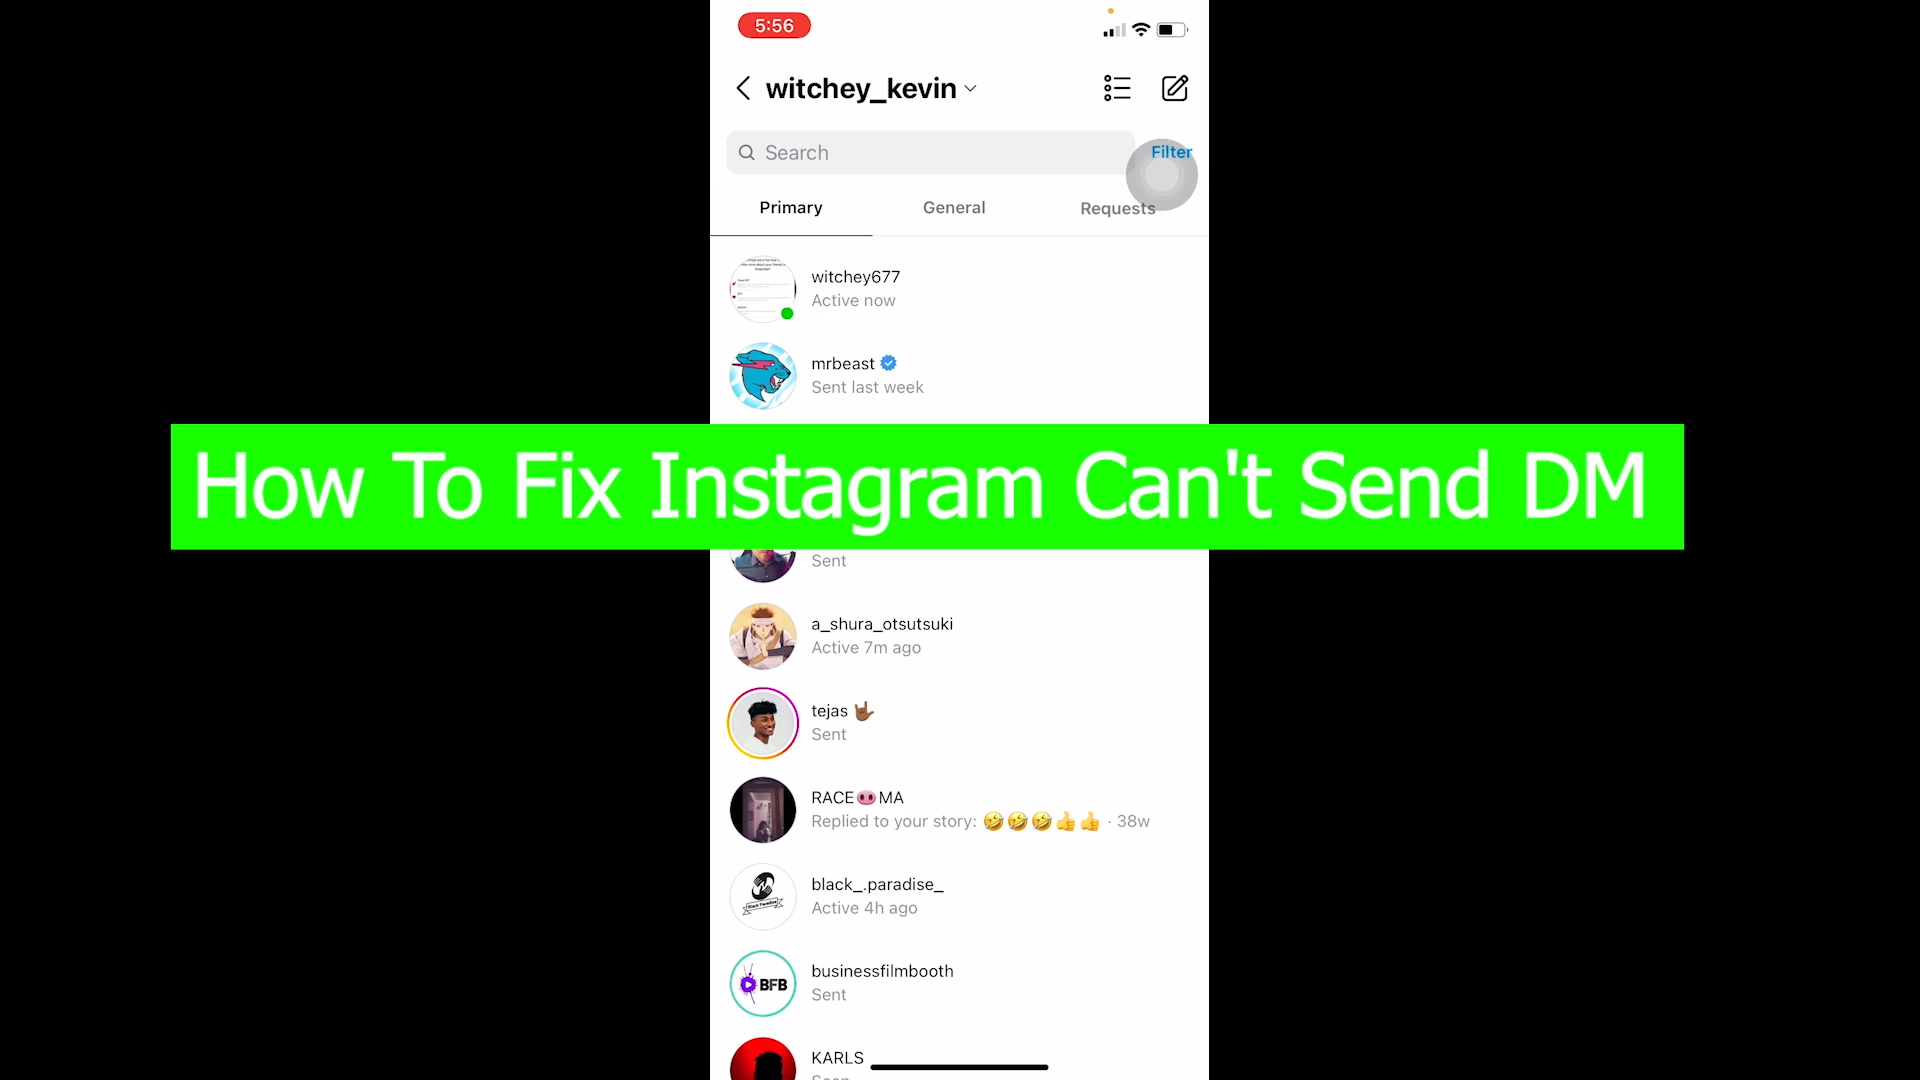 5:56
witchey_kevin
Search
Filter
Primary
General
Requests
witchey677
Active now
mrbeast
Sent last week
How To Fix Instagram Can't Send DM
Sent
a_shura_otsutsuki
Active 7m ago
tejas 🤟🏾
Sent
RACE🐽MA
Replied to your story: 🤣🤣🤣👍👍 · 38w
Black Paradise
black_.paradise_
Active 4h ago
BFB
businessfilmbooth
Sent
KARLS